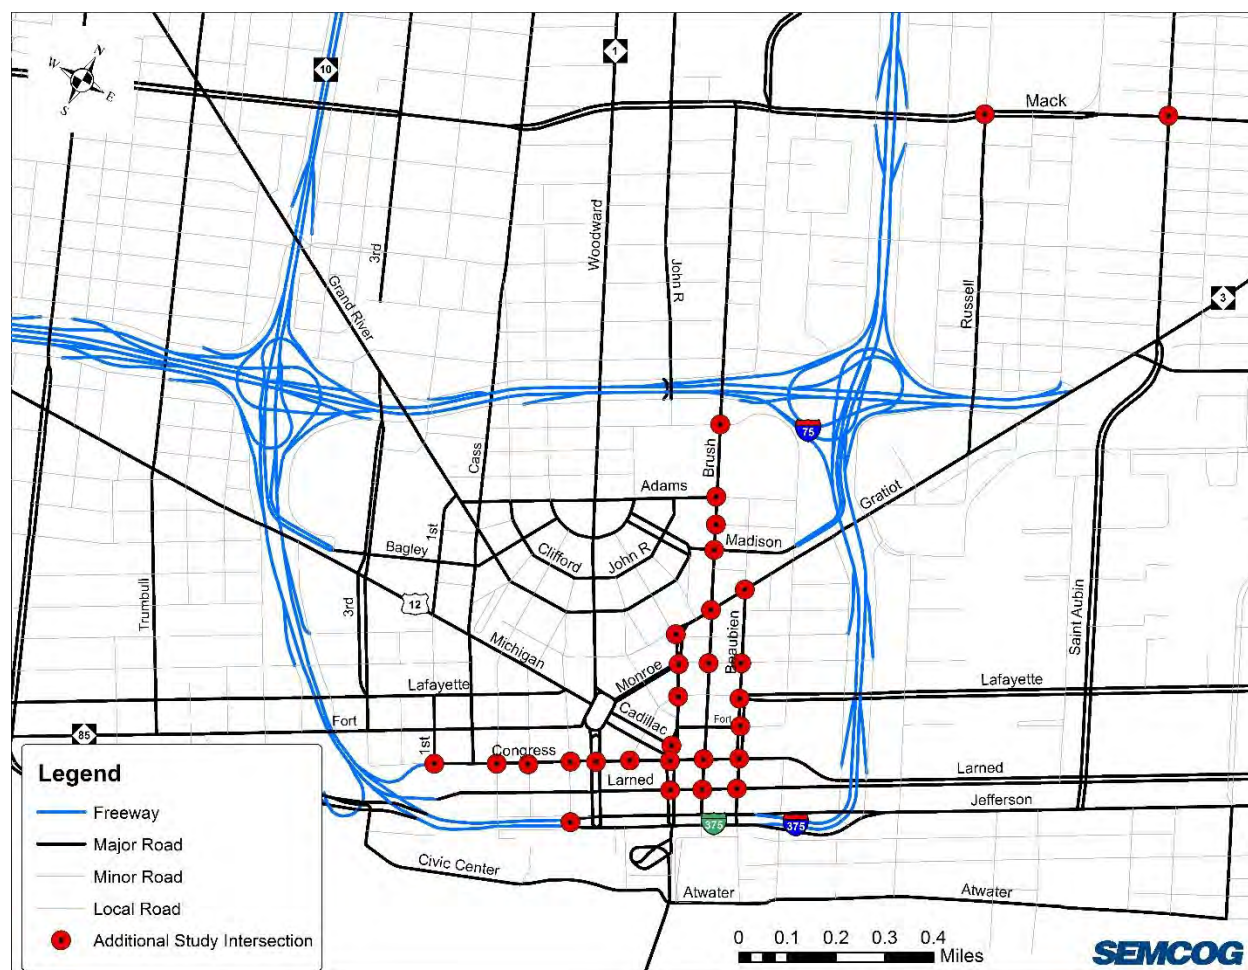 N
W
E
S
10
1
Mack
3rd
Woodward
John R
Grand River
Russell
3
75
Brush
Cass
Adams
Gratiot
1st
Madison
Bagley
Clifford
John R
12
Trumbull
3rd
Michigan
Monroe
Beaubien
Saint Aubin
Lafayette
Lafayette
Cadillac
Fort
Fort
85
1st
Congress
Larned
Larned
Jefferson
375
375
Civic Center
Atwater
Atwater
Legend
Freeway
Major Road
Minor Road
Local Road
Additional Study Intersection
0 0.1 0.2 0.3 0.4
Miles
SEMCOG